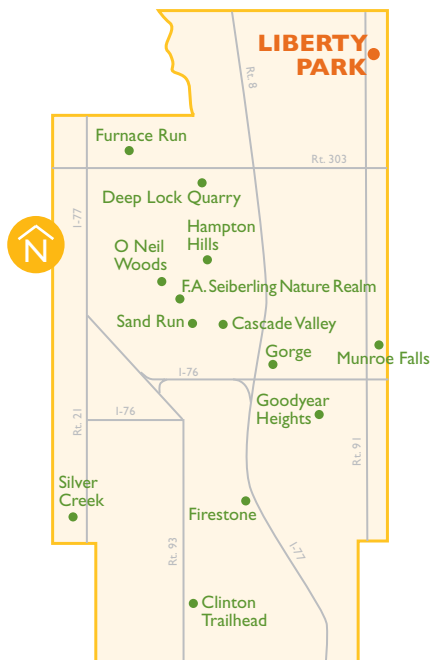 LIBERTY
PARK
Rt. 8
Furnace Run
Rt. 303
Deep Lock Quarry
I-77
Hampton
Hills
N
O Neil
Woods
F.A. Seiberling Nature Realm
Sand Run
Cascade Valley
Gorge
Munroe Falls
I-76
Goodyear
Heights
I-76
Rt. 21
Rt. 91
Silver
Creek
Firestone
Rt. 93
I-77
Clinton
Trailhead